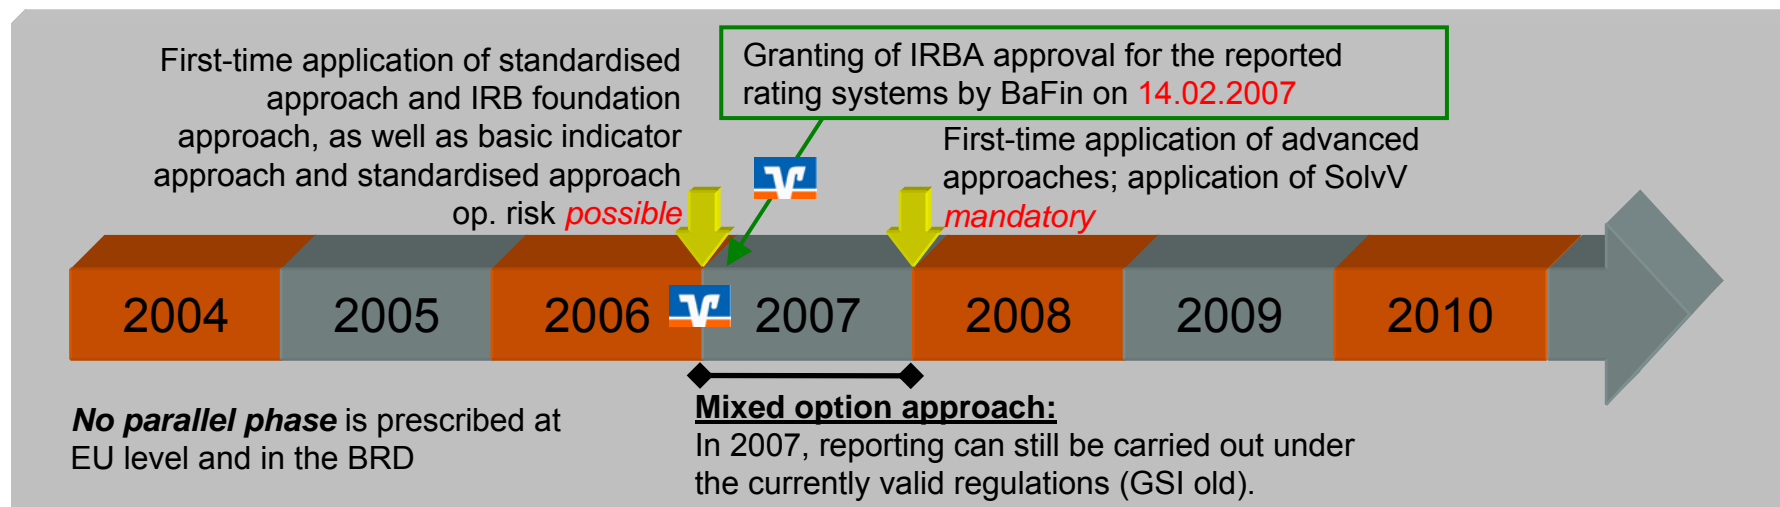 First-time application of standardised
approach and IRB foundation
approach, as well as basic indicator
approach and standardised approach
op. risk possible
Granting of IRBA approval for the reported
rating systems by BaFin on 14.02.2007
First-time application of advanced
approaches; application of SolvV
mandatory
2004
2005
2006
2007
2008
2009
2010
No parallel phase is prescribed at
EU level and in the BRD
Mixed option approach:
In 2007, reporting can still be carried out under
the currently valid regulations (GSI old).